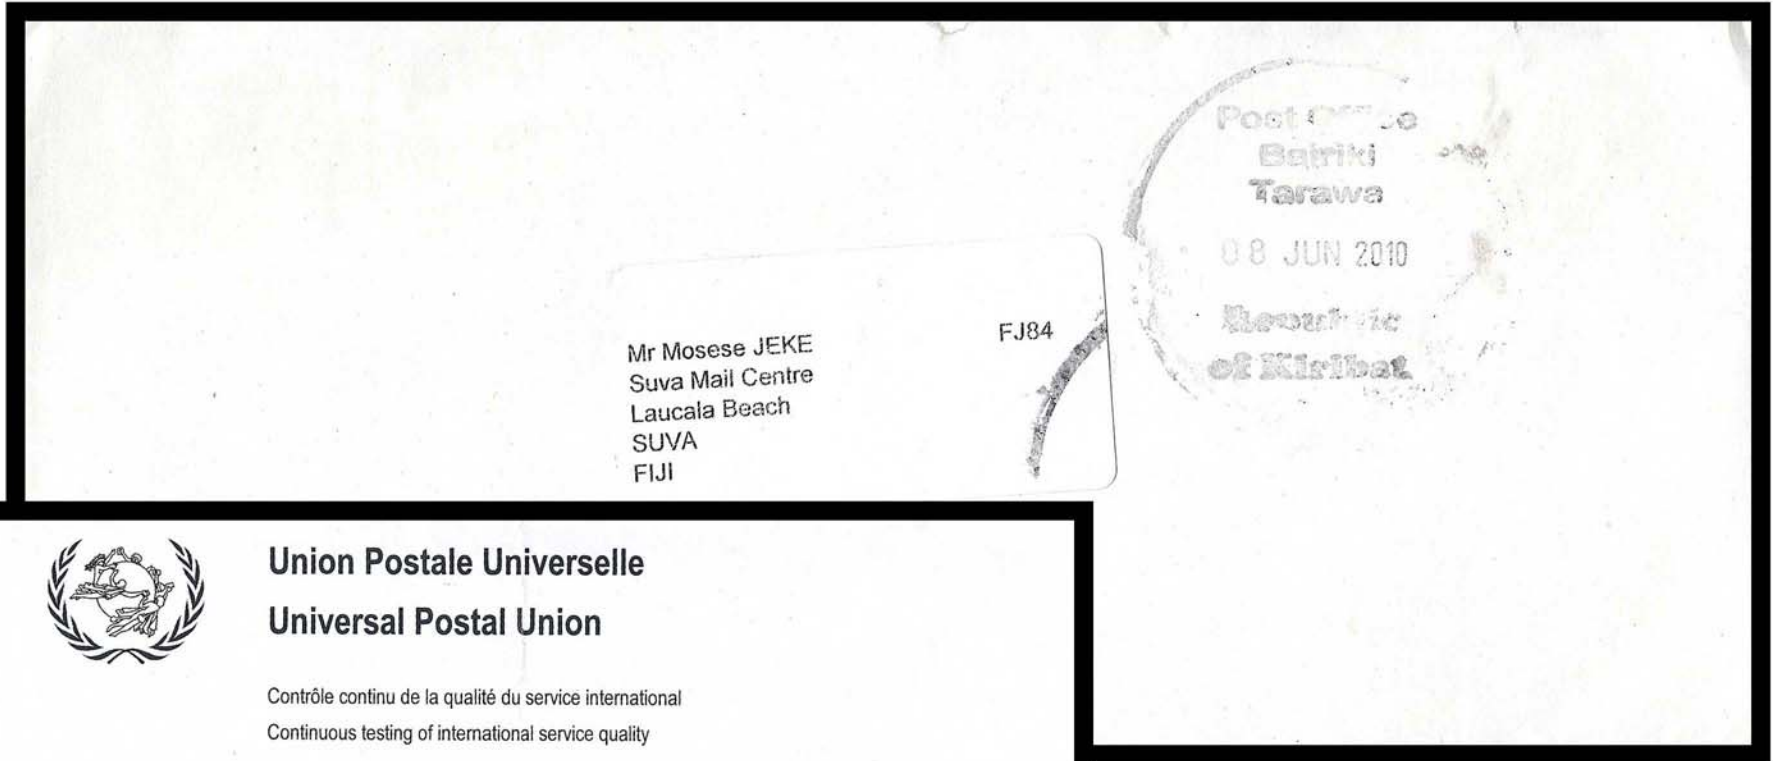 Post
Bairiki
Tarawa
08 JUN 2010
of Kiribat
FJ84
Mr Mosese JEKE
Suva Mail Centre
Laucala Beach
SUVA
FIJI
Union Postale Universelle
Universal Postal Union
Contrôle continu de la qualité du service international
Continuous testing of international service quality